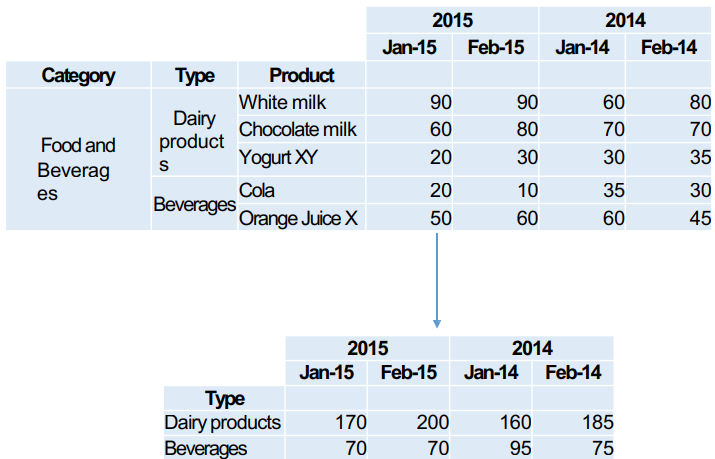 2015 2014
Jan-15 Feb-15 Jan-14 Feb-14
Category Type Product
White milk 90 90 60 80
Dairy
product
s
Chocolate milk 60 80 70 70
Yogurt XY 20 30 30 35
Food and
Beverag
es
Cola 20 10 35 30
Beverages
Orange Juice X 50 60 60 45
2015 2014
Jan-15 Feb-15 Jan-14 Feb-14
Type
Dairy products 170 200 160 185
Beverages 70 70 95 75